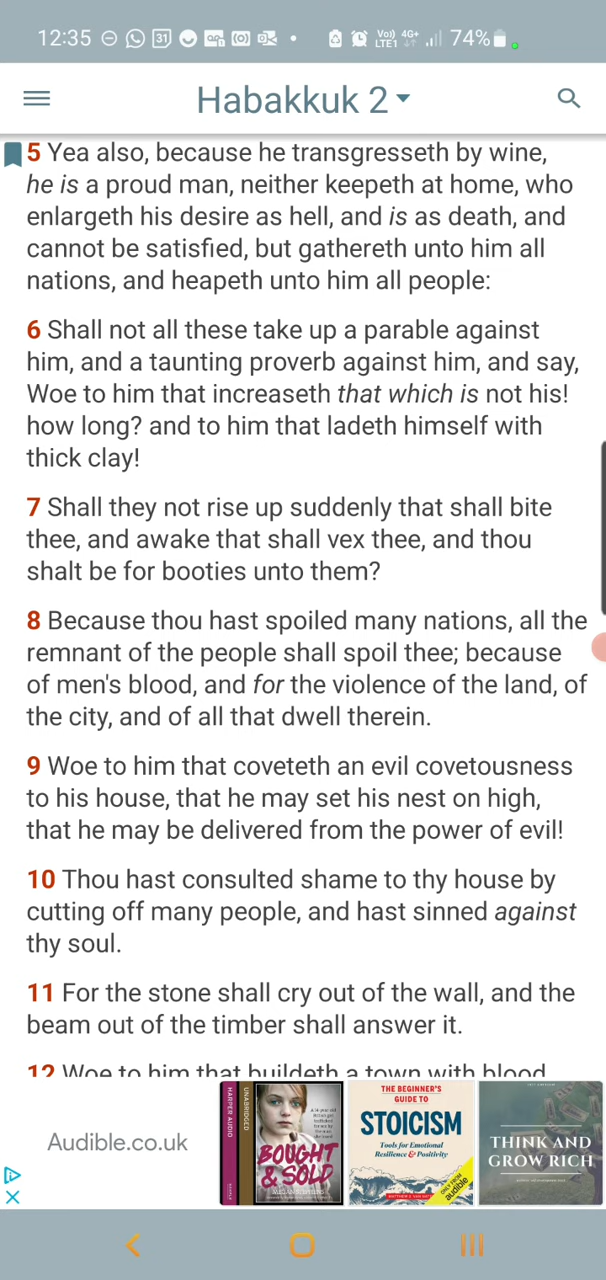 12:35
31
Vo))
LTE1
4G+
74%
Habakkuk 2
5 Yea also, because he transgresseth by wine,
he is a proud man, neither keepeth at home, who
enlargeth his desire as hell, and is as death, and
cannot be satisfied, but gathereth unto him all
nations, and heapeth unto him all people:
6 Shall not all these take up a parable against
him, and a taunting proverb against him, and say,
Woe to him that increaseth that which is not his!
how long? and to him that ladeth himself with
thick clay!
7 Shall they not rise up suddenly that shall bite
thee, and awake that shall vex thee, and thou
shalt be for booties unto them?
8 Because thou hast spoiled many nations, all the
remnant of the people shall spoil thee; because
of men's blood, and for the violence of the land, of
the city, and of all that dwell therein.
9 Woe to him that coveteth an evil covetousness
to his house, that he may set his nest on high,
that he may be delivered from the power of evil!
10 Thou hast consulted shame to thy house by
cutting off many people, and hast sinned against
thy soul.
11 For the stone shall cry out of the wall, and the
beam out of the timber shall answer it.
12 Woe to him that buildeth a town with blood,
Audible.co.uk
HARPER AUDIO
UNABRIDGED
BOUGHT
& SOLD
THE BEGINNER'S
GUIDE TO
STOICISM
Tools for Emotional
Resilience & Positivity
ONLY FROM
audible
THINK AND
GROW RICH